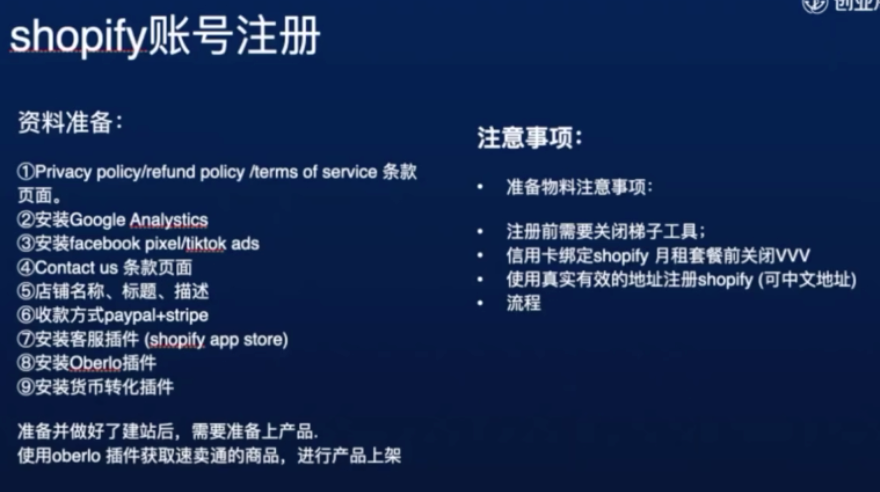 创业
shopify账号注册
资料准备：
①Privacy policy/refund policy /terms of service 条款
页面。
②安装Google Analystics
③安装facebook pixel/tiktok ads
④Contact us 条款页面
⑤店铺名称、标题、描述
⑥收款方式paypal+stripe
⑦安装客服插件 (shopify app store)
⑧安装Oberlo插件
⑨安装货币转化插件
准备并做好了建站后，需要准备上产品.
使用oberlo 插件获取速卖通的商品，进行产品上架
注意事项：
• 准备物料注意事项：
• 注册前需要关闭梯子工具；
• 信用卡绑定shopify 月租套餐前关闭VVV
• 使用真实有效的地址注册shopify (可中文地址)
• 流程